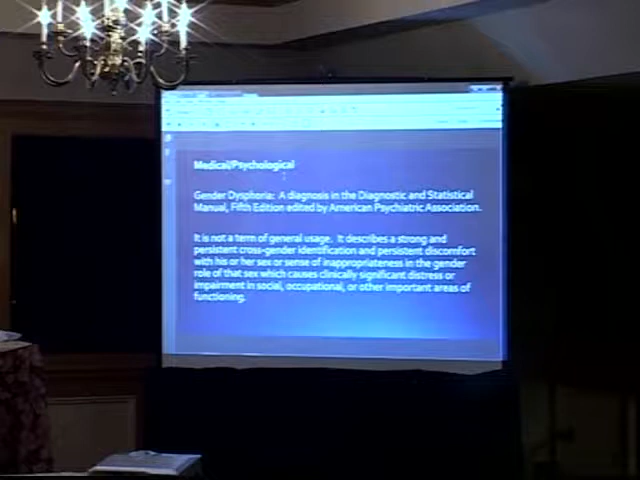 Medical/Psychological
Gender Dysphoria: A diagnosis in the Diagnostic and Statistical
Manual, Fifth Edition edited by American Psychiatric Association.
It is not a term of general usage. It describes a strong and
persistent cross-gender identification and persistent discomfort
with his or her sex or sense of inappropriateness in the gender
role of that sex which causes clinically significant distress or
impairment in social, occupational, or other important areas of
functioning.